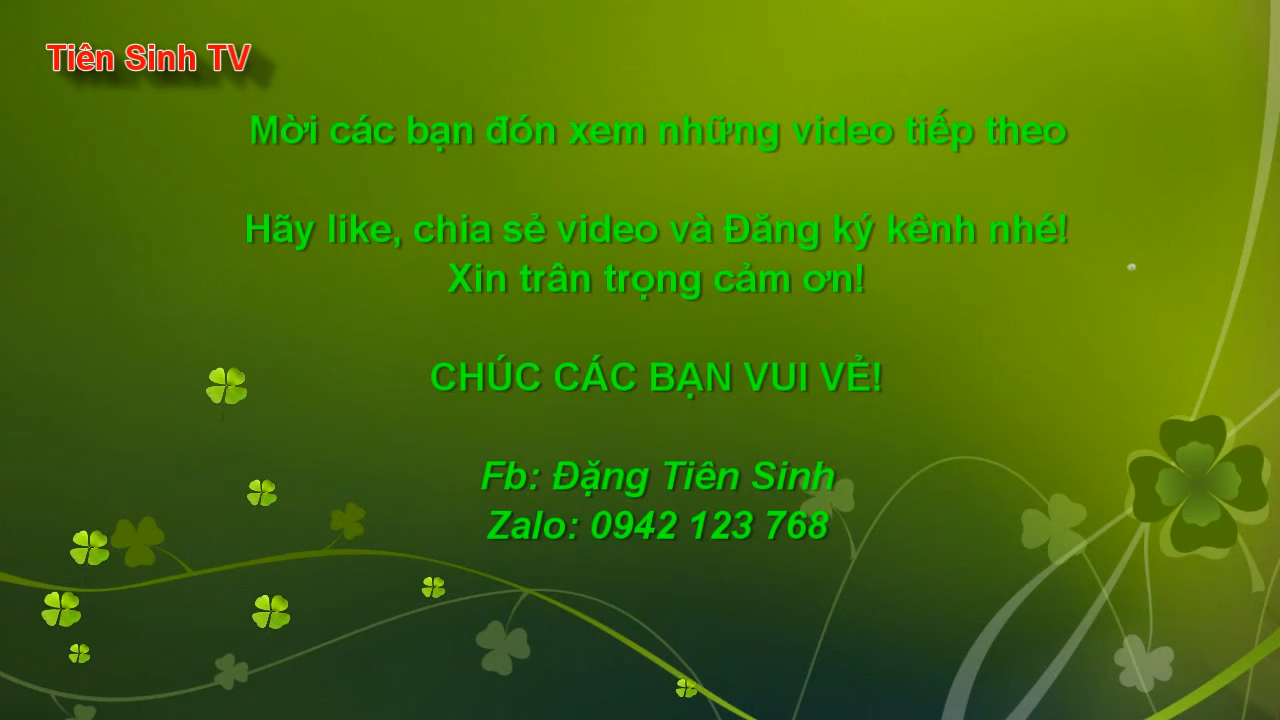 Tiên Sinh TV
Mời các bạn đón xem những video tiếp theo
Hãy like, chia sẻ video và Đăng ký kênh nhé!
Xin trân trọng cảm ơn!
CHÚC CÁC BẠN VUI VẺ!
Fb: Đặng Tiên Sinh
Zalo: 0942 123 768